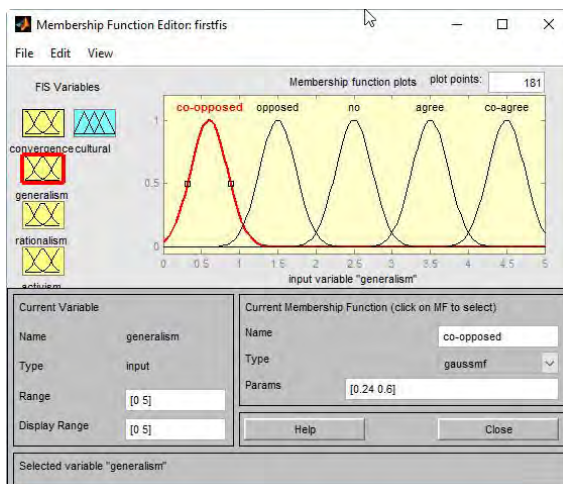 Membership Function Editor: firstfis
File Edit View
FIS Variables
Membership function plots plot points: 181
co-opposed opposed no agree co-agree
convergence cultural
generalism
rationalism
activism
1
0.5
0
0 0.5 1 1.5 2 2.5 3 3.5 4 4.5 5
input variable "generalism"
Current Variable
Name generalism
Type input
Range [0 5]
Display Range [0 5]
Current Membership Function (click on MF to select)
Name co-opposed
Type gaussmf
Params [0.24 0.6]
Help Close
Selected variable "generalism"